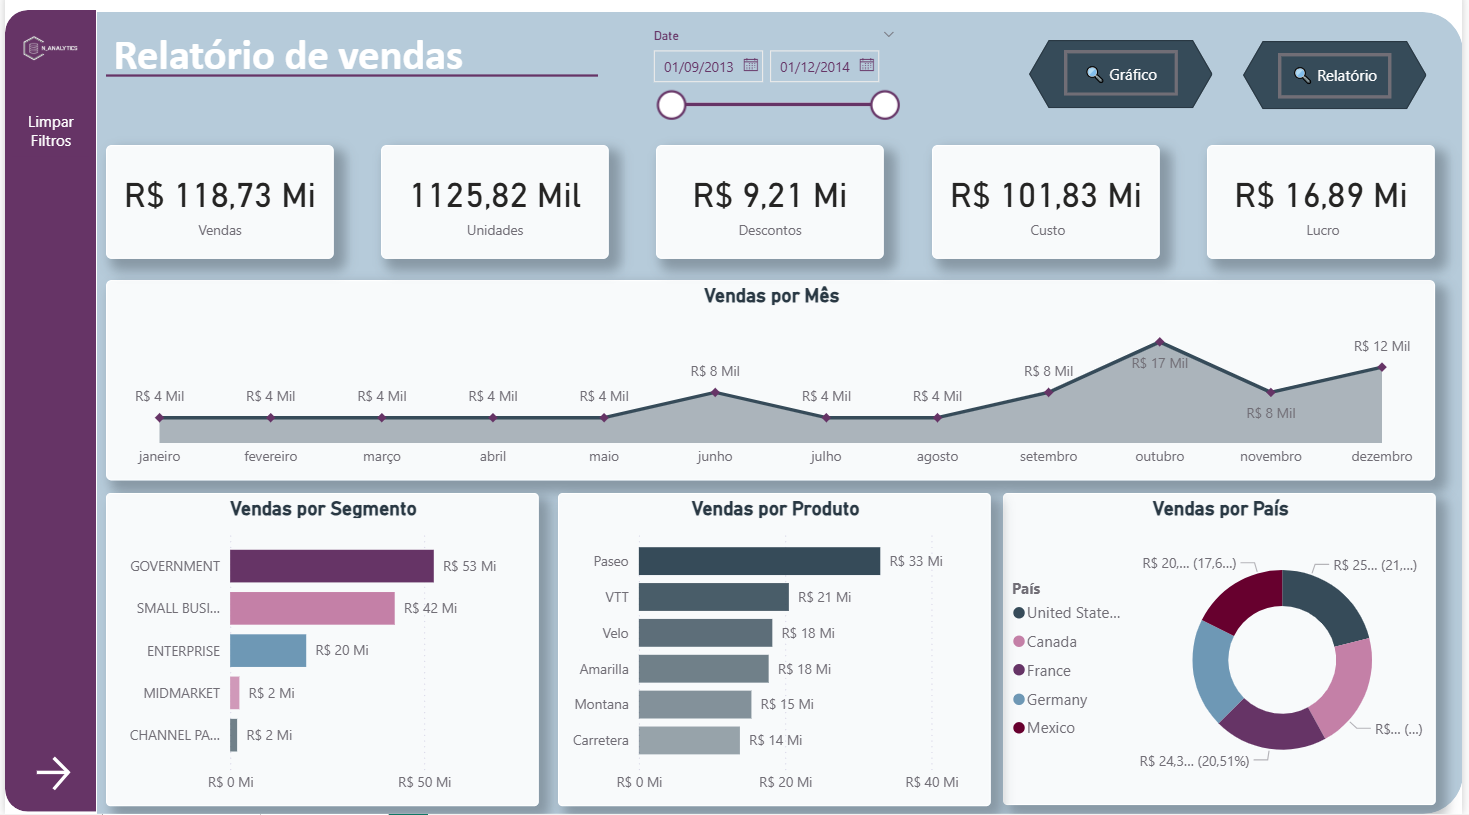 N_ANALYTICS
Limpar
Filtros
Relatório de vendas
Date
01/09/2013
01/12/2014
Gráfico
Relatório
R$ 118,73 Mi
Vendas
1125,82 Mil
Unidades
R$ 9,21 Mi
Descontos
R$ 101,83 Mi
Custo
R$ 16,89 Mi
Lucro
Vendas por Mês
R$ 4 Mil
R$ 4 Mil
R$ 4 Mil
R$ 4 Mil
R$ 4 Mil
R$ 8 Mil
R$ 4 Mil
R$ 4 Mil
R$ 8 Mil
R$ 17 Mil
R$ 8 Mil
R$ 12 Mil
janeiro
fevereiro
março
abril
maio
junho
julho
agosto
setembro
outubro
novembro
dezembro
Vendas por Segmento
GOVERNMENT
R$ 53 Mi
SMALL BUSI...
R$ 42 Mi
ENTERPRISE
R$ 20 Mi
MIDMARKET
R$ 2 Mi
CHANNEL PA...
R$ 2 Mi
R$ 0 Mi
R$ 50 Mi
Vendas por Produto
Paseo
R$ 33 Mi
VTT
R$ 21 Mi
Velo
R$ 18 Mi
Amarilla
R$ 18 Mi
Montana
R$ 15 Mi
Carretera
R$ 14 Mi
R$ 0 Mi
R$ 20 Mi
R$ 40 Mi
Vendas por País
País
United State...
Canada
France
Germany
Mexico
R$ 20,... (17,6...)
R$ 25... (21,...)
R$... (...)
R$ 24,3... (20,51%)